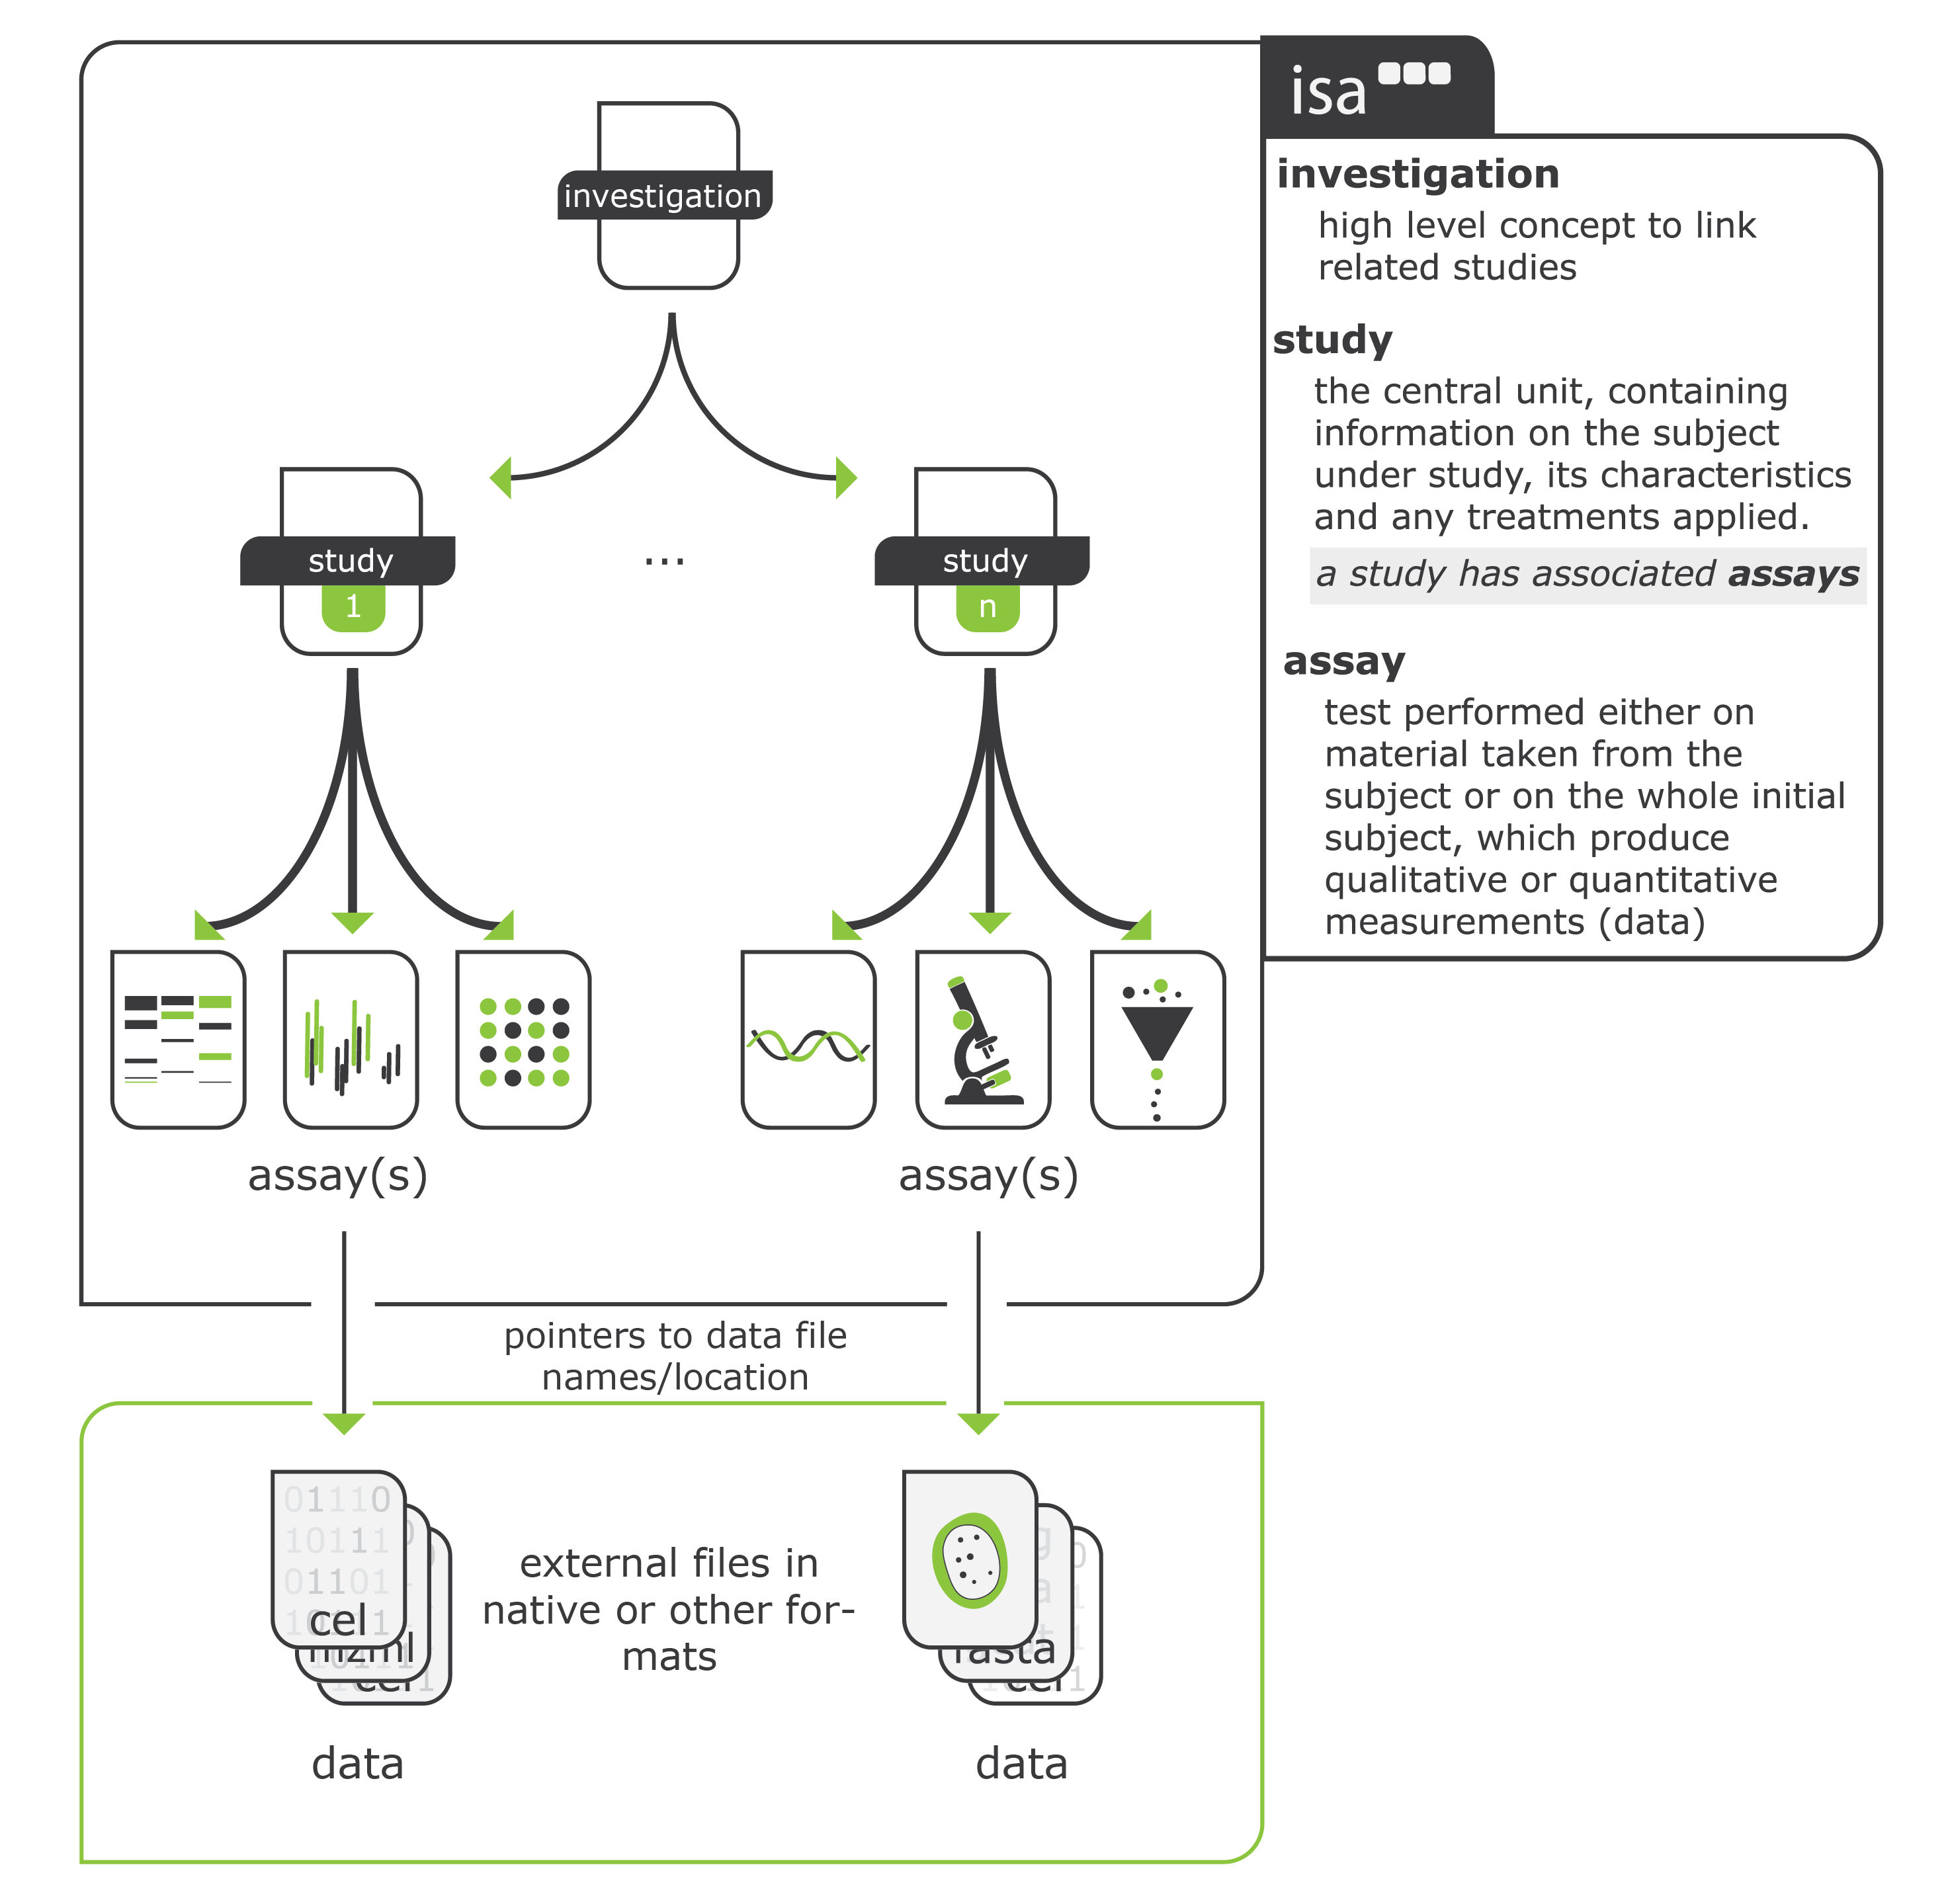 isa
investigation
investigation
high level concept to link
related studies
study
the central unit, containing
information on the subject
under study, its characteristics
and any treatments applied.
a study has associated assays
assay
test performed either on
material taken from the
subject or on the whole initial
subject, which produce
qualitative or quantitative
measurements (data)
study
1
...
study
n
assay(s)
assay(s)
pointers to data file
names/location
01110
10111
01101
10111
cel
mzml
external files in
native or other for-
mats
fasta
data
data